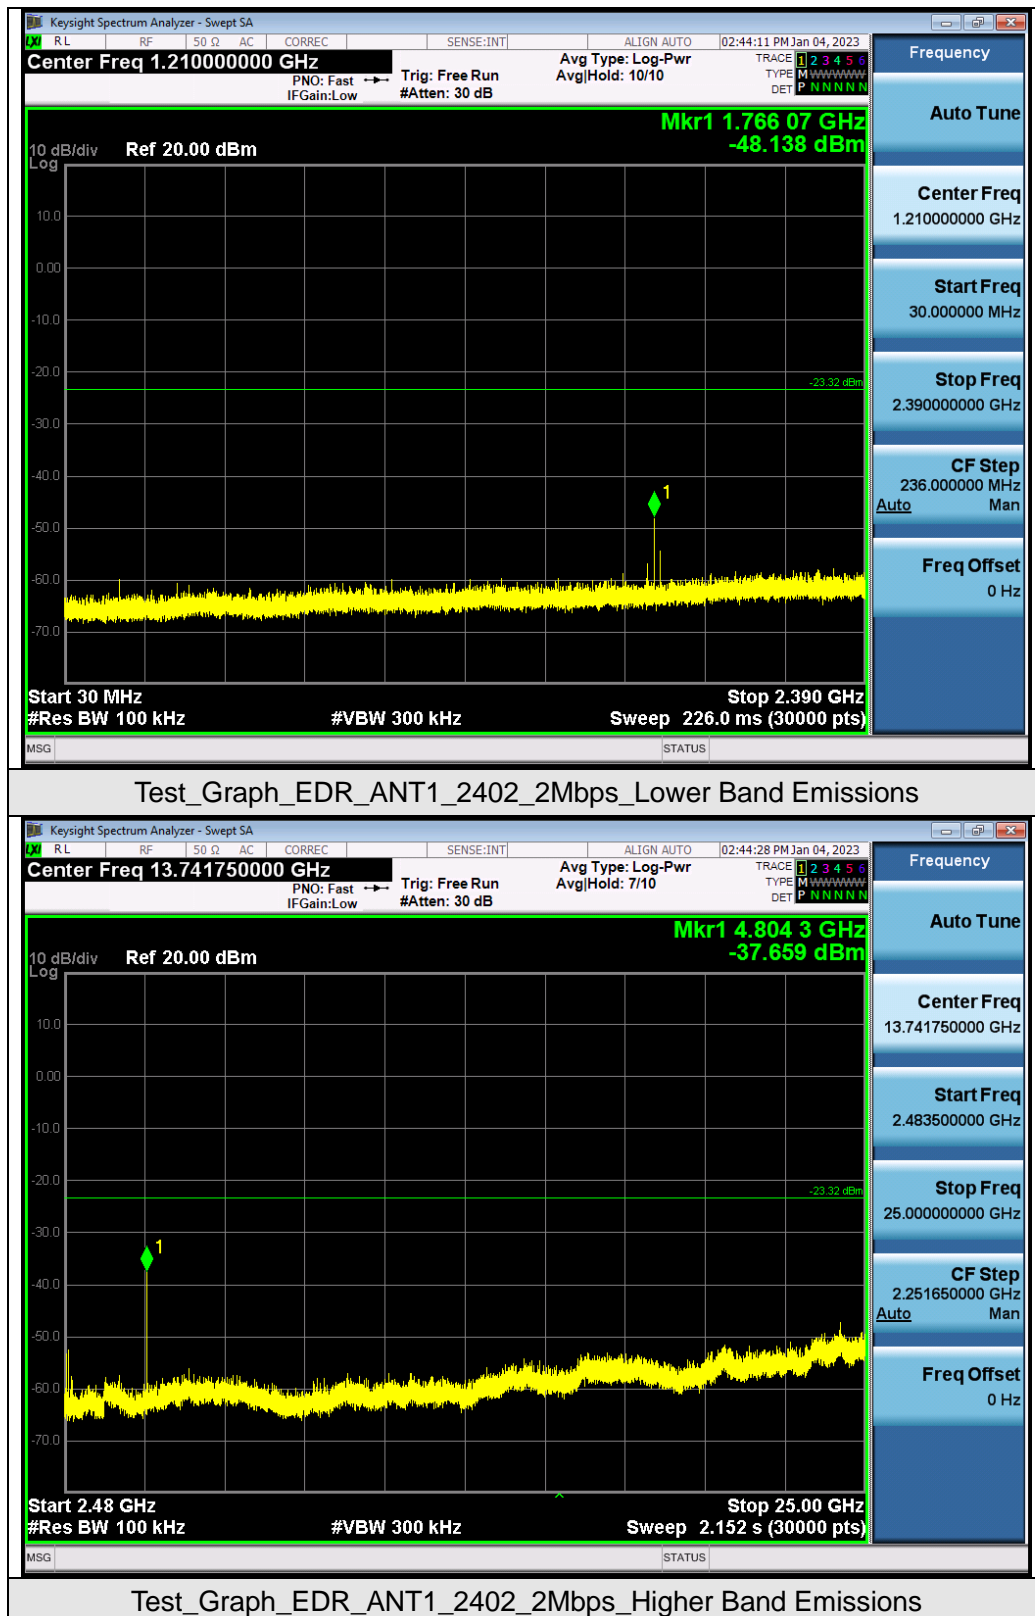 Keysight Spectrum Analyzer - Swept SA
LXI RL RF 50 Ω AC CORREC SENSE:INT ALIGN AUTO 02:44:11 PM Jan 04, 2023
Center Freq 1.210000000 GHz
PNO: Fast
IFGain:Low
Trig: Free Run
#Atten: 30 dB
Avg Type: Log-Pwr
Avg|Hold: 10/10
TRACE 1 2 3 4 5 6
TYPE M WWWWW
DET P N N N N N
Frequency
Mkr1 1.766 07 GHz
-48.138 dBm
10 dB/div Ref 20.00 dBm
Log
10.0
0.00
-10.0
-20.0
-23.32 dBm
-30.0
-40.0
1
-50.0
-60.0
-70.0
Start 30 MHz
Stop 2.390 GHz
#Res BW 100 kHz
#VBW 300 kHz
Sweep 226.0 ms (30000 pts)
Auto Tune
Center Freq
1.210000000 GHz
Start Freq
30.000000 MHz
Stop Freq
2.390000000 GHz
CF Step
236.000000 MHz
Auto Man
Freq Offset
0 Hz
MSG STATUS
Test_Graph_EDR_ANT1_2402_2Mbps_Lower Band Emissions
Keysight Spectrum Analyzer - Swept SA
LXI RL RF 50 Ω AC CORREC SENSE:INT ALIGN AUTO 02:44:28 PM Jan 04, 2023
Center Freq 13.741750000 GHz
PNO: Fast
IFGain:Low
Trig: Free Run
#Atten: 30 dB
Avg Type: Log-Pwr
Avg|Hold: 7/10
TRACE 1 2 3 4 5 6
TYPE M WWWWW
DET P N N N N N
Frequency
Mkr1 4.804 3 GHz
-37.659 dBm
10 dB/div Ref 20.00 dBm
Log
10.0
0.00
-10.0
-20.0
-23.32 dBm
-30.0
1
-40.0
-50.0
-60.0
-70.0
Start 2.48 GHz
Stop 25.00 GHz
#Res BW 100 kHz
#VBW 300 kHz
Sweep 2.152 s (30000 pts)
Auto Tune
Center Freq
13.741750000 GHz
Start Freq
2.483500000 GHz
Stop Freq
25.000000000 GHz
CF Step
2.251650000 GHz
Auto Man
Freq Offset
0 Hz
MSG STATUS
Test_Graph_EDR_ANT1_2402_2Mbps_Higher Band Emissions